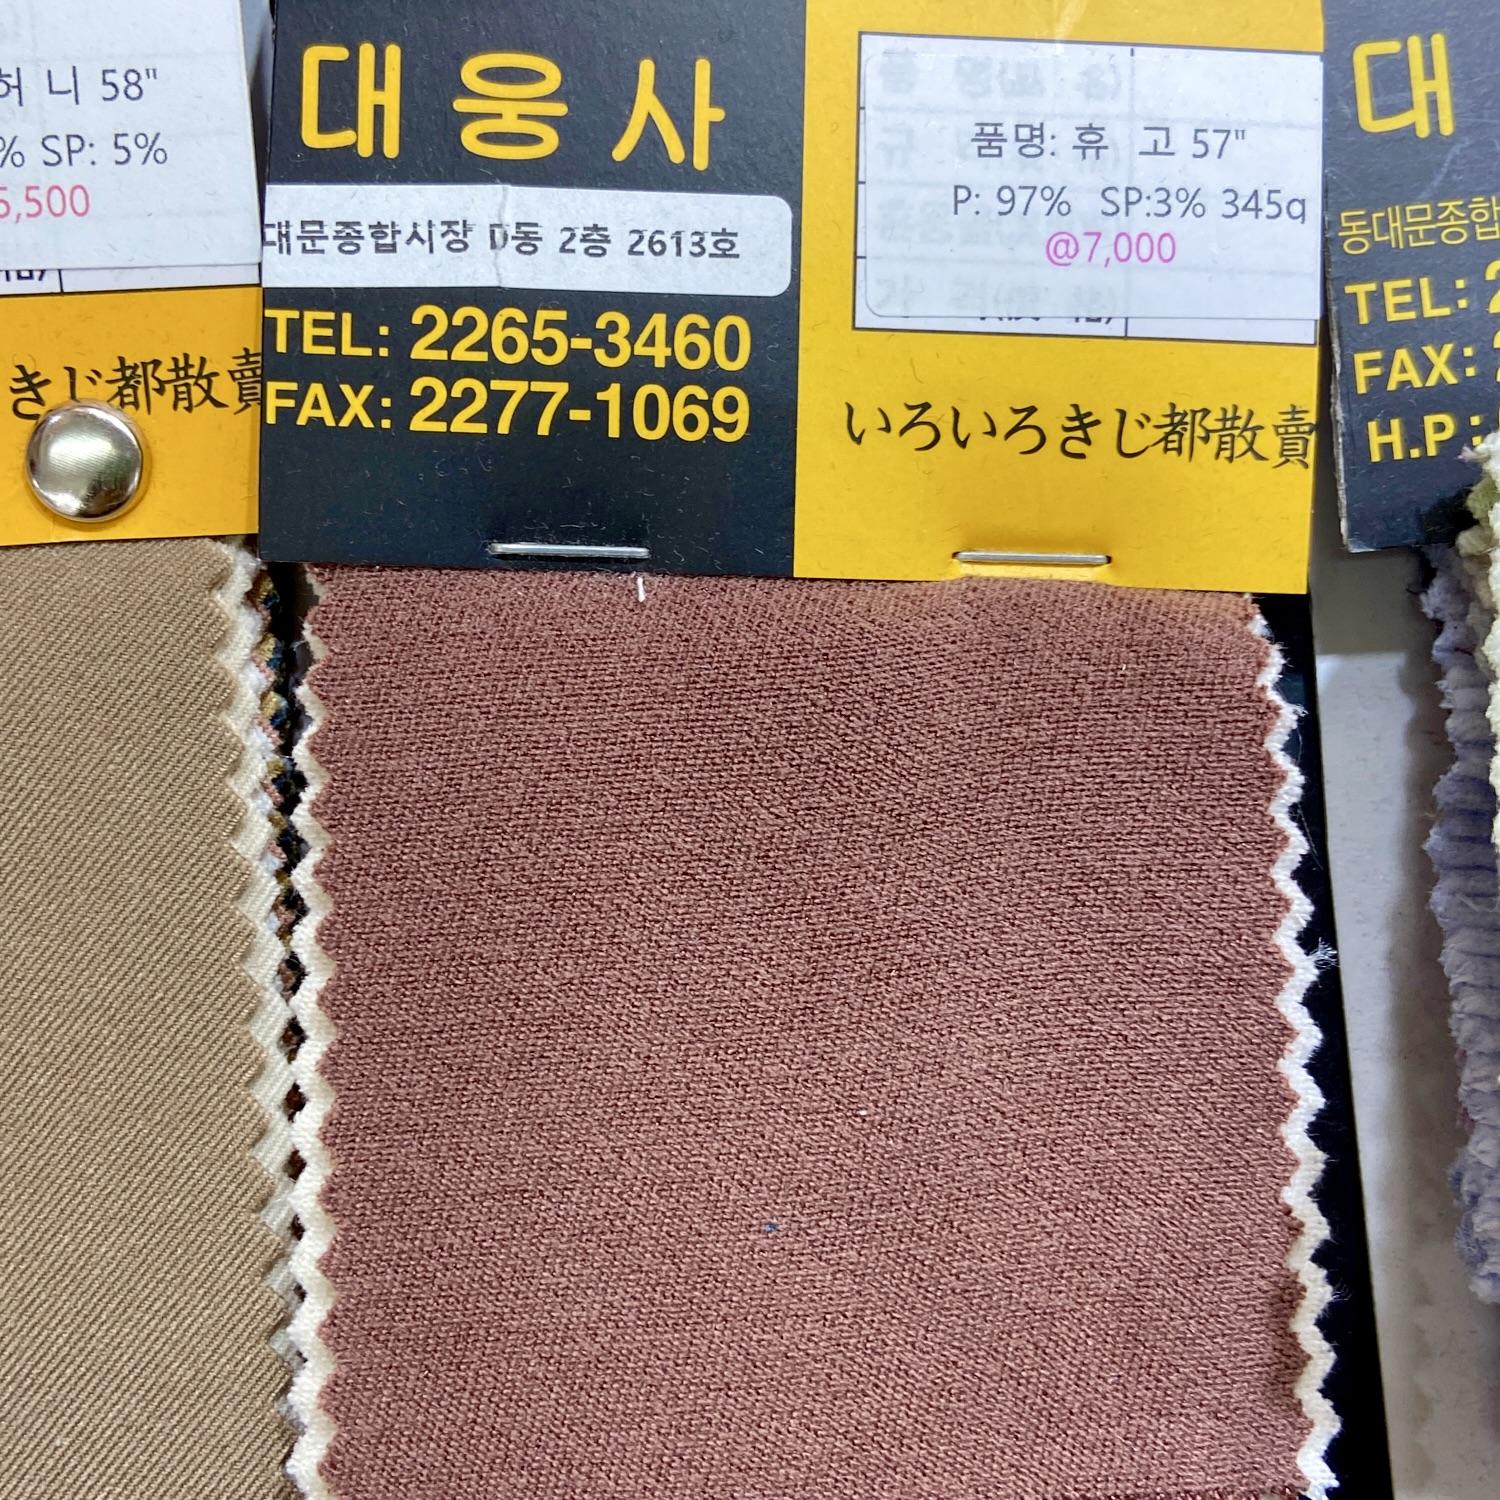 허 니 58"
% SP: 5%
5,500
きじ都散賣
대웅사
대문종합시장 D동 2층 2613호
TEL: 2265-3460
FAX: 2277-1069
품명: 휴 고 57"
P: 97% SP:3% 345g
@7,000
いろいろきじ都散賣
대
동대문종합
TEL: 2
FAX: 2
H.P :